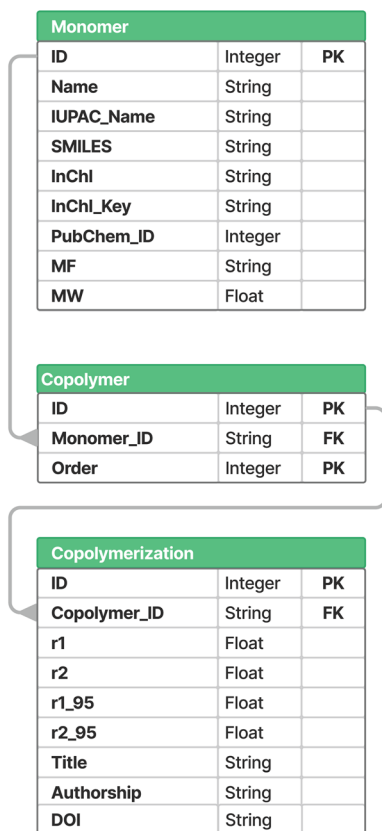 Monomer
ID Integer PK
Name String
IUPAC_Name String
SMILES String
InChI String
InChI_Key String
PubChem_ID Integer
MF String
MW Float
Copolymer
ID Integer PK
Monomer_ID String FK
Order Integer PK
Copolymerization
ID Integer PK
Copolymer_ID String FK
r1 Float
r2 Float
r1_95 Float
r2_95 Float
Title String
Authorship String
DOI String